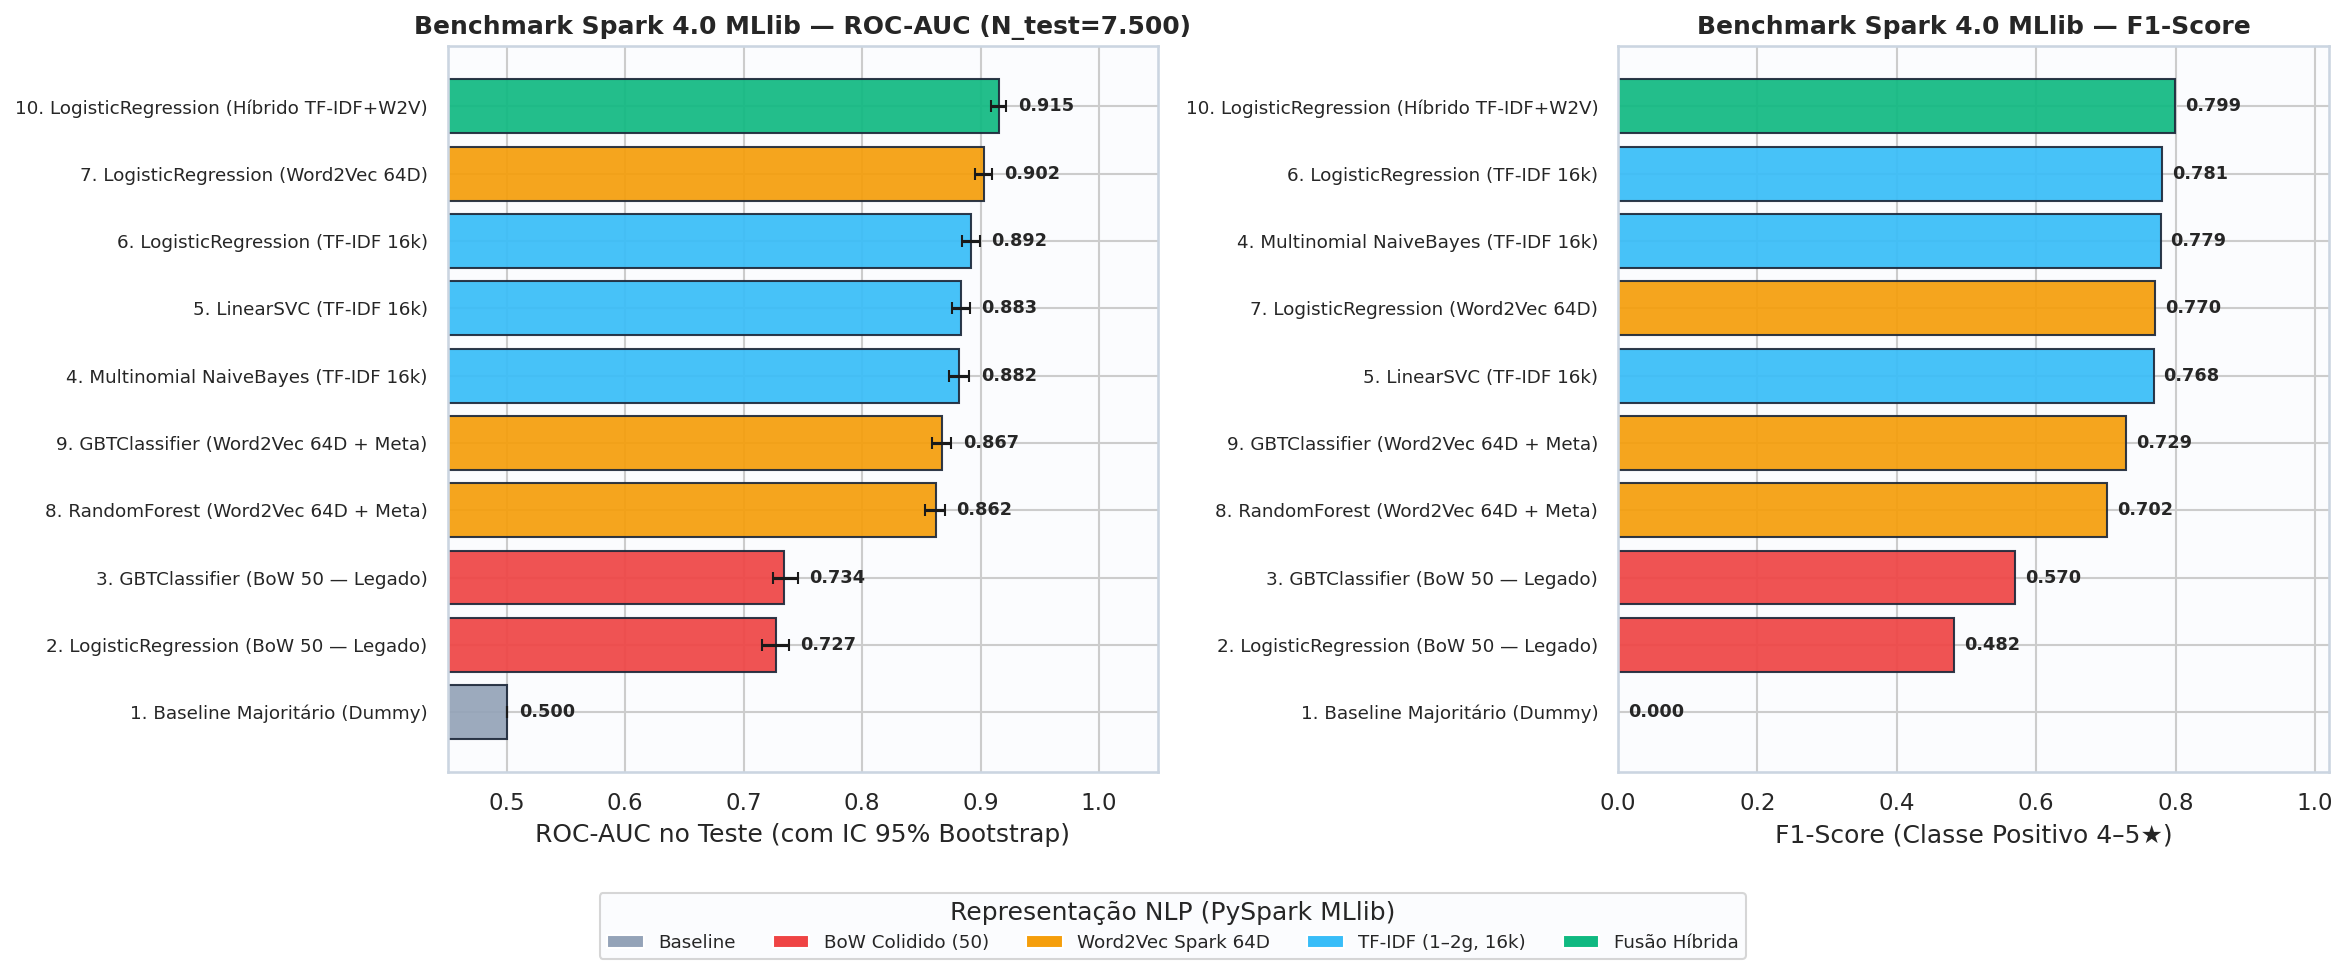 Benchmark Spark 4.0 MLlib — ROC-AUC (N_test=7.500)
10. LogisticRegression (Híbrido TF-IDF+W2V) 0.915
7. LogisticRegression (Word2Vec 64D) 0.902
6. LogisticRegression (TF-IDF 16k) 0.892
5. LinearSVC (TF-IDF 16k) 0.883
4. Multinomial NaiveBayes (TF-IDF 16k) 0.882
9. GBTClassifier (Word2Vec 64D + Meta) 0.867
8. RandomForest (Word2Vec 64D + Meta) 0.862
3. GBTClassifier (BoW 50 — Legado) 0.734
2. LogisticRegression (BoW 50 — Legado) 0.727
1. Baseline Majoritário (Dummy) 0.500
0.5 0.6 0.7 0.8 0.9 1.0
ROC-AUC no Teste (com IC 95% Bootstrap)
Benchmark Spark 4.0 MLlib — F1-Score
10. LogisticRegression (Híbrido TF-IDF+W2V) 0.799
6. LogisticRegression (TF-IDF 16k) 0.781
4. Multinomial NaiveBayes (TF-IDF 16k) 0.779
7. LogisticRegression (Word2Vec 64D) 0.770
5. LinearSVC (TF-IDF 16k) 0.768
9. GBTClassifier (Word2Vec 64D + Meta) 0.729
8. RandomForest (Word2Vec 64D + Meta) 0.702
3. GBTClassifier (BoW 50 — Legado) 0.570
2. LogisticRegression (BoW 50 — Legado) 0.482
1. Baseline Majoritário (Dummy) 0.000
0.0 0.2 0.4 0.6 0.8 1.0
F1-Score (Classe Positivo 4–5★)
Representação NLP (PySpark MLlib)
Baseline BoW Colidido (50) Word2Vec Spark 64D TF-IDF (1–2g, 16k) Fusão Híbrida